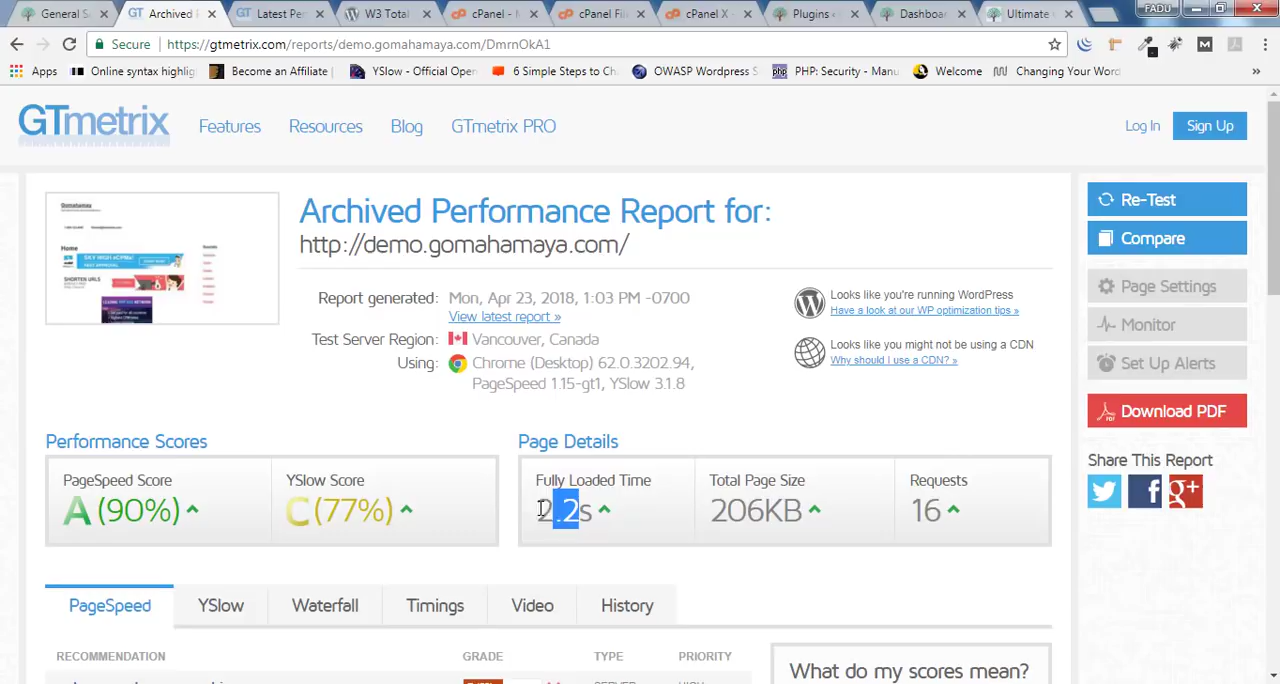 General S
Archived
Latest Pe
W3 Total
cPanel -
cPanel Fi
cPanel X -
Plugins
Dashboa
Ultimate
FADU
Secure
https://gtmetrix.com/reports/demo.gomahamaya.com/DmrnOkA1
Apps
Online syntax highlig
Become an Affiliate
YSlow - Official Oper
6 Simple Steps to Ch
OWASP Wordpress S
PHP: Security - Manu
Welcome
Changing Your Word
GTmetrix
Features
Resources
Blog
GTmetrix PRO
Log In
Sign Up
Archived Performance Report for:
http://demo.gomahamaya.com/
Report generated: Mon, Apr 23, 2018, 1:03 PM -0700
View latest report »
Test Server Region: Vancouver, Canada
Using: Chrome (Desktop) 62.0.3202.94,
PageSpeed 1.15-gt1, YSlow 3.1.8
Looks like you're running WordPress
Have a look at our WP optimization tips »
Looks like you might not be using a CDN
Why should I use a CDN? »
Re-Test
Compare
Page Settings
Monitor
Set Up Alerts
Download PDF
Share This Report
Performance Scores
PageSpeed Score
A (90%)
YSlow Score
C (77%)
Page Details
Fully Loaded Time
2.2s
Total Page Size
206KB
Requests
16
PageSpeed
YSlow
Waterfall
Timings
Video
History
RECOMMENDATION
GRADE
TYPE
PRIORITY
What do my scores mean?